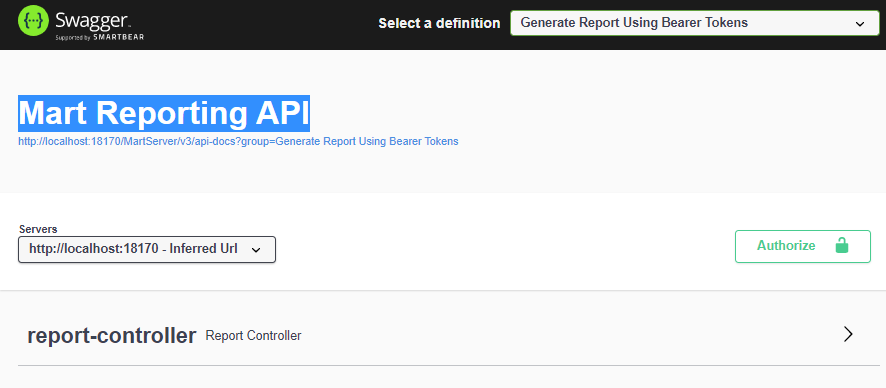 Swagger
Supported by SMARTBEAR
Select a definition
Generate Report Using Bearer Tokens
Mart Reporting API
http://localhost:18170/MartServer/v3/api-docs?group=Generate Report Using Bearer Tokens
Servers
http://localhost:18170 - Inferred Url
Authorize
report-controller Report Controller